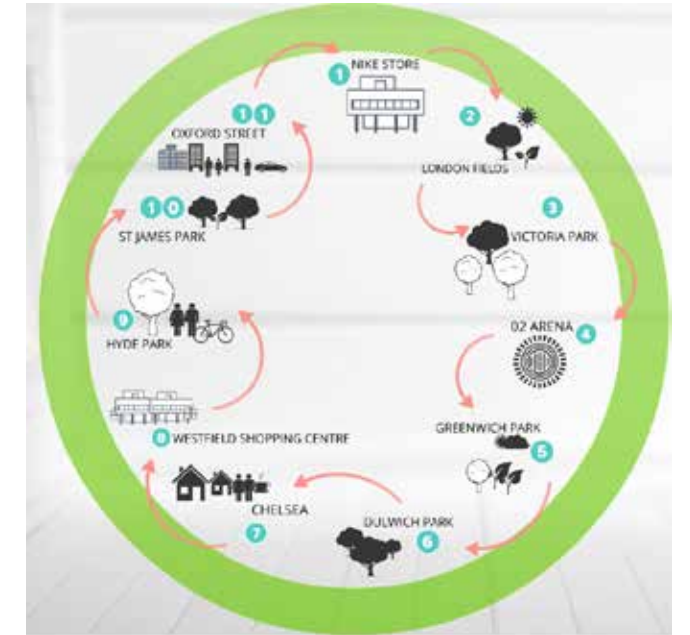 1 NIKE STORE
2
LONDON FIELDS
3
VICTORIA PARK
02 ARENA
4
GREENWICH PARK
5
DULWICH PARK
6
CHELSEA
7
8 WESTFIELD SHOPPING CENTRE
9
HYDE PARK
10
ST JAMES PARK
11
OXFORD STREET